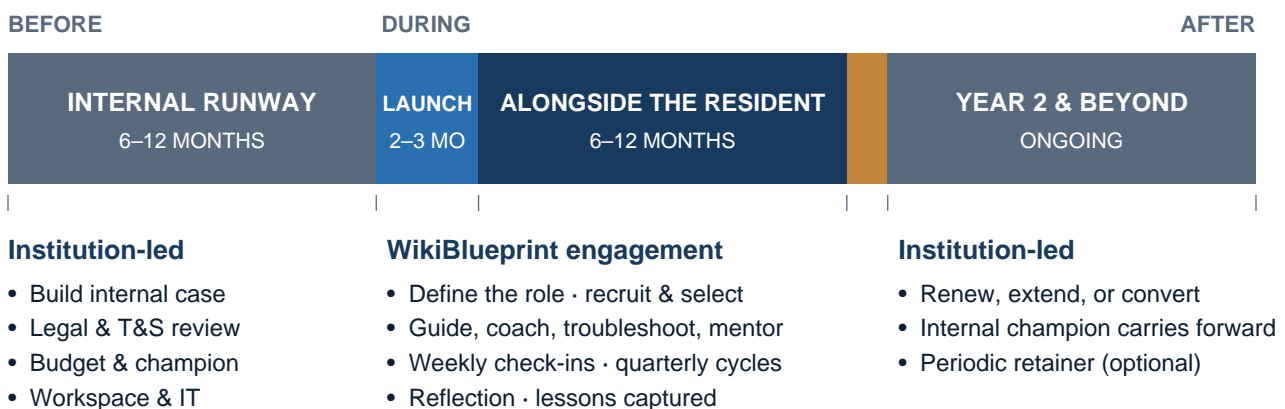 BEFORE
DURING
AFTER
INTERNAL RUNWAY
6–12 MONTHS
LAUNCH
2–3 MO
ALONGSIDE THE RESIDENT
6–12 MONTHS
YEAR 2 & BEYOND
ONGOING
Institution-led
• Build internal case
• Legal & T&S review
• Budget & champion
• Workspace & IT
WikiBlueprint engagement
• Define the role · recruit & select
• Guide, coach, troubleshoot, mentor
• Weekly check-ins · quarterly cycles
• Reflection · lessons captured
Institution-led
• Renew, extend, or convert
• Internal champion carries forward
• Periodic retainer (optional)